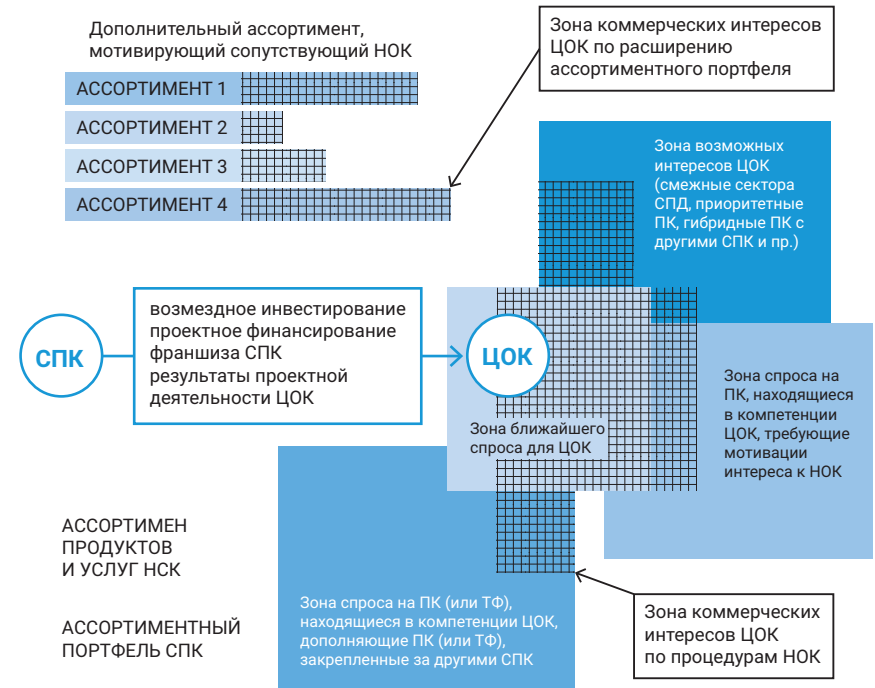 Дополнительный ассортимент,
мотивирующий сопутствующий НОК
АССОРТИМЕНТ 1
АССОРТИМЕНТ 2
АССОРТИМЕНТ 3
АССОРТИМЕНТ 4
Зона коммерческих интересов
ЦОК по расширению
ассортиментного портфеля
Зона возможных
интересов ЦОК
(смежные сектора
СПД, приоритетные
ПК, гибридные ПК с
другими СПК и пр.)
СПК
возмездное инвестирование
проектное финансирование
франшиза СПК
результаты проектной
деятельности ЦОК
ЦОК
Зона ближайшего
спроса для ЦОК
Зона спроса на
ПК, находящиеся
в компетенции
ЦОК, требующие
мотивации
интереса к НОК
АССОРТИМЕН
ПРОДУКТОВ
И УСЛУГ НСК
АССОРТИМЕНТНЫЙ
ПОРТФЕЛЬ СПК
Зона спроса на ПК (или ТФ),
находящиеся в компетенции ЦОК,
дополняющие ПК (или ТФ),
закрепленные за другими СПК
Зона коммерческих
интересов ЦОК
по процедурам НОК